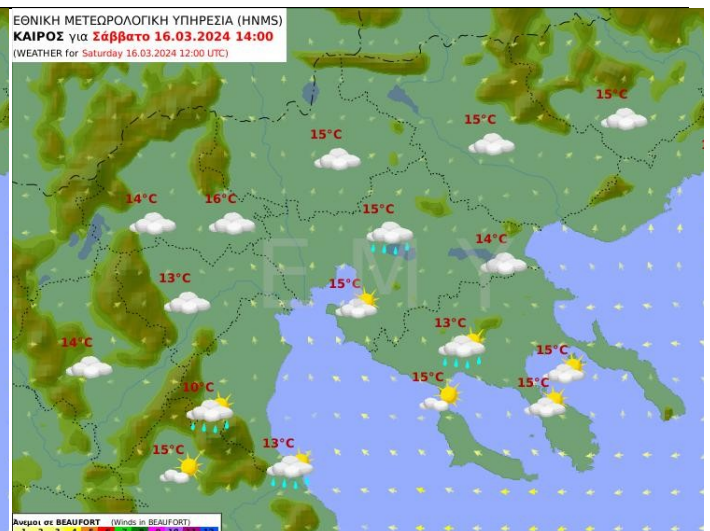 ΕΘΝΙΚΗ ΜΕΤΕΩΡΟΛΟΓΙΚΗ ΥΠΗΡΕΣΙΑ (HNMS)
ΚΑΙΡΟΣ για Σάββατο 16.03.2024 14:00
(WEATHER for Saturday 16.03.2024 12:00 UTC)
15°C
15°C
15°C
14°C
16°C
15°C
14°C
13°C
15°C
13°C
14°C
15°C
10°C
15°C
15°C
15°C
13°C
EMY
Άνεμοι σε BEAUFORT (Winds in BEAUFORT)